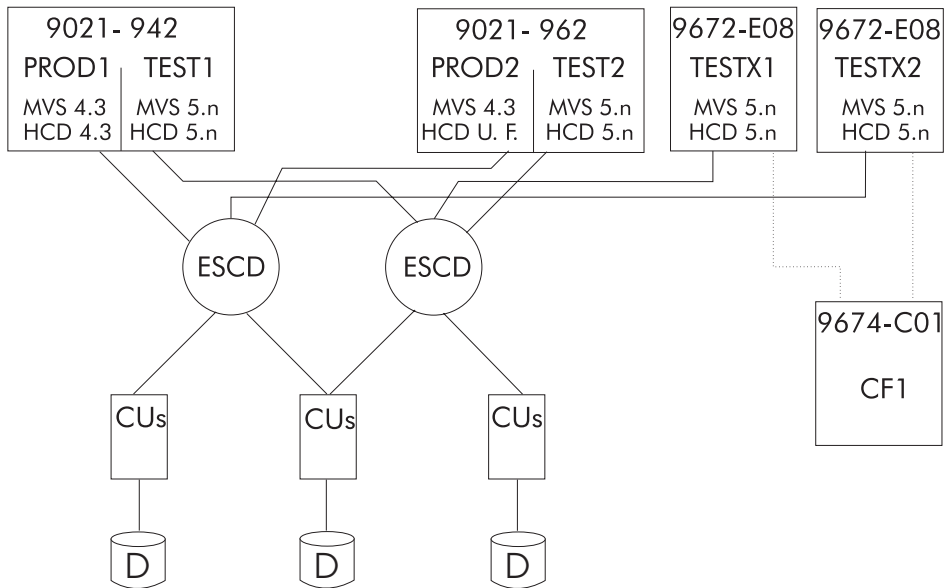 9021- 942
PROD1 TEST1
MVS 4.3 MVS 5.n
HCD 4.3 HCD 5.n
9021- 962
PROD2 TEST2
MVS 4.3 MVS 5.n
HCD U. F. HCD 5.n
9672-E08
TESTX1
MVS 5.n
HCD 5.n
9672-E08
TESTX2
MVS 5.n
HCD 5.n
ESCD
ESCD
9674-C01
CF1
CUs
CUs
CUs
D
D
D